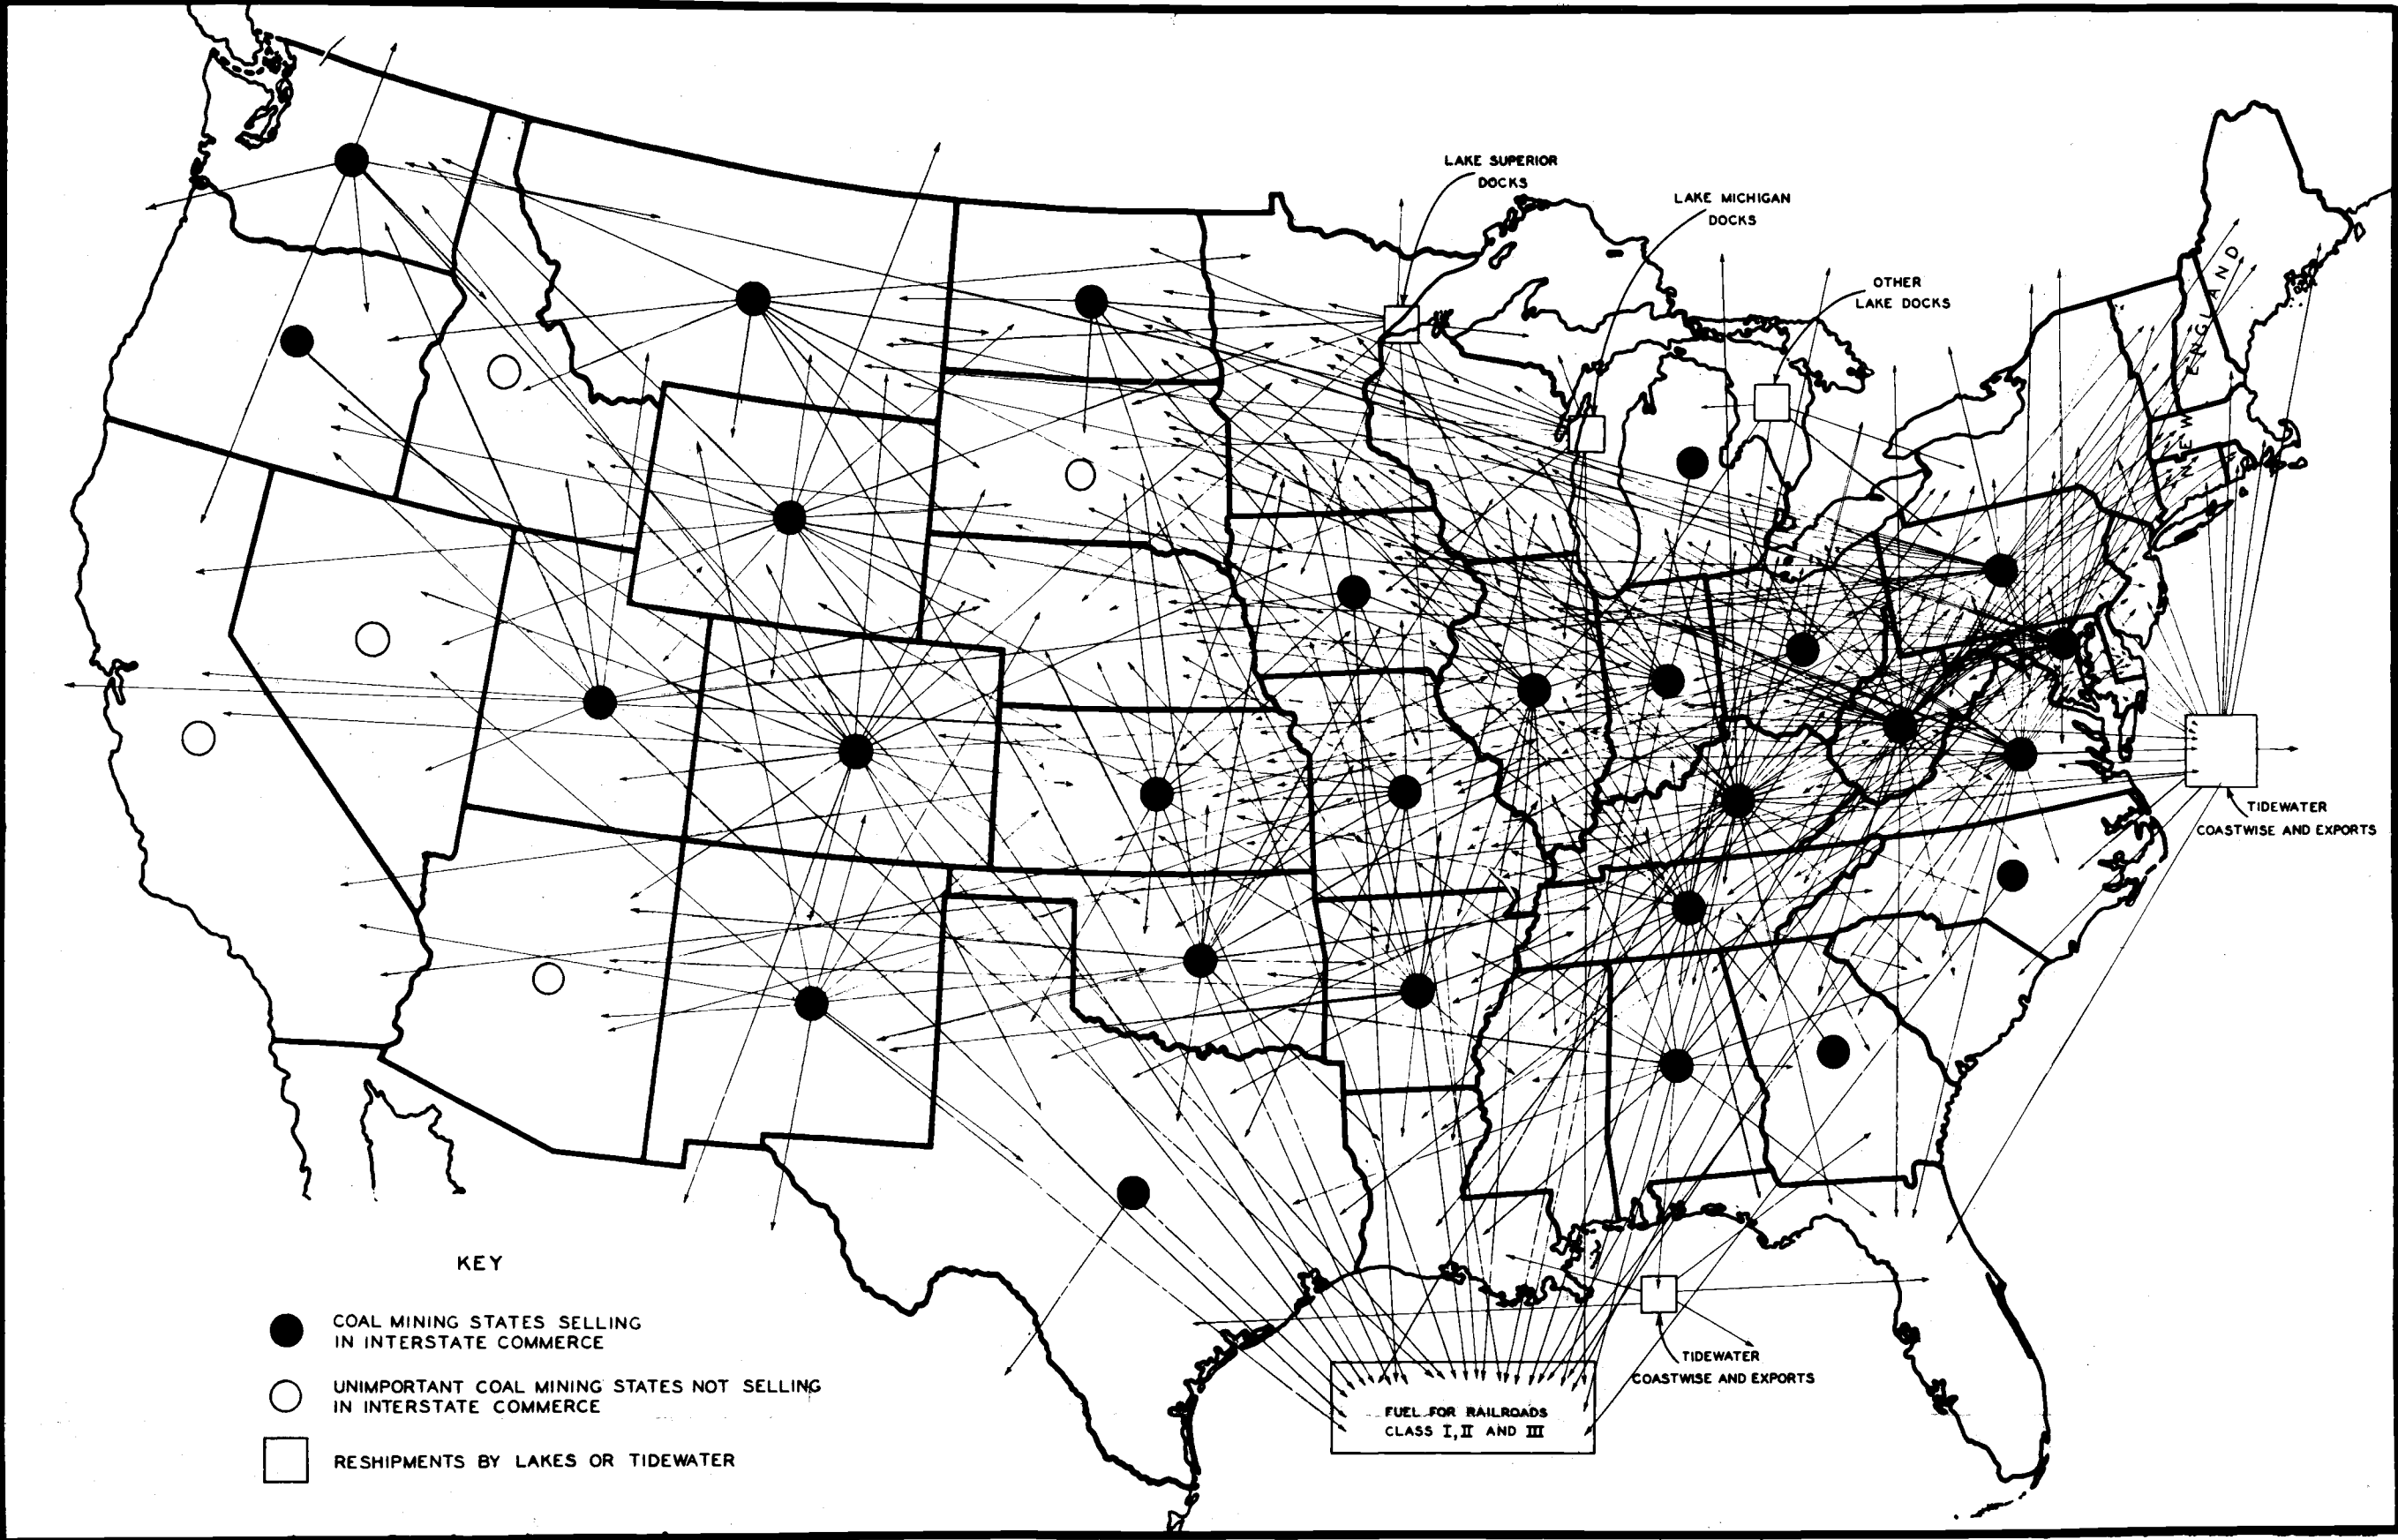 LAKE SUPERIOR
DOCKS
LAKE MICHIGAN
DOCKS
OTHER
LAKE DOCKS
NEW ENGLAND
TIDEWATER
COASTWISE AND EXPORTS
TIDEWATER
COASTWISE AND EXPORTS
FUEL FOR RAILROADS
CLASS I, II AND III
KEY
COAL MINING STATES SELLING
IN INTERSTATE COMMERCE
UNIMPORTANT COAL MINING STATES NOT SELLING
IN INTERSTATE COMMERCE
RESHIPMENTS BY LAKES OR TIDEWATER